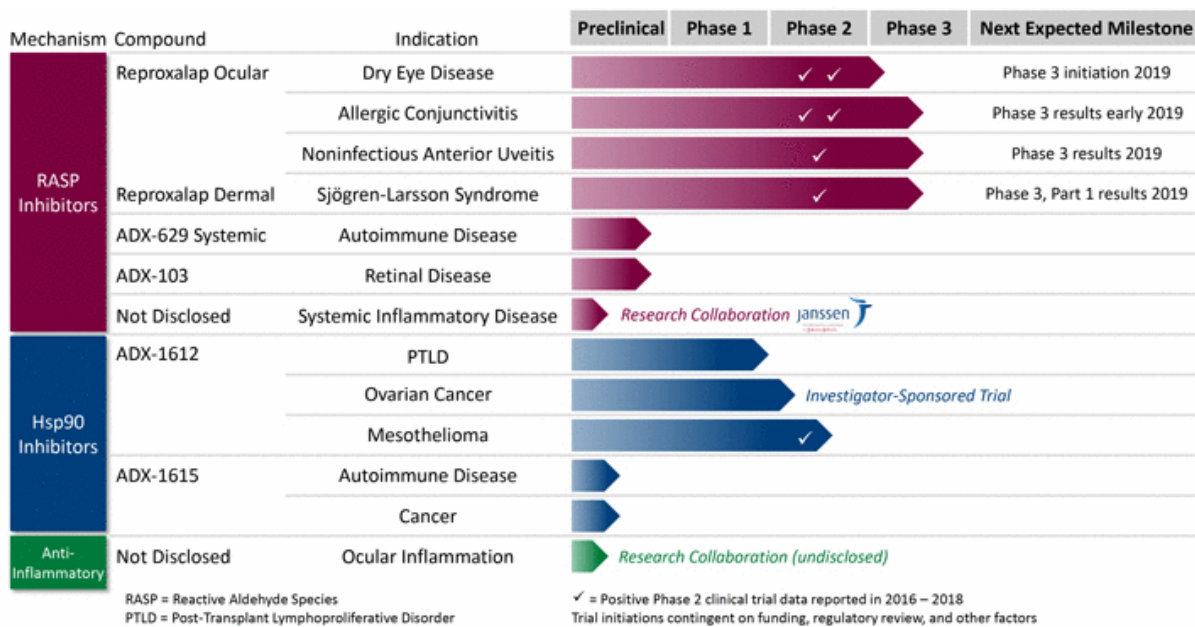 Mechanism Compound Indication Preclinical Phase 1 Phase 2 Phase 3 Next Expected Milestone
RASP Inhibitors
Reproxalap Ocular Dry Eye Disease ✓ ✓ Phase 3 initiation 2019
Allergic Conjunctivitis ✓ ✓ Phase 3 results early 2019
Noninfectious Anterior Uveitis ✓ Phase 3 results 2019
Reproxalap Dermal Sjögren-Larsson Syndrome ✓ Phase 3, Part 1 results 2019
ADX-629 Systemic Autoimmune Disease
ADX-103 Retinal Disease
Not Disclosed Systemic Inflammatory Disease Research Collaboration janssen
Hsp90 Inhibitors
ADX-1612 PTLD
Ovarian Cancer Investigator-Sponsored Trial
Mesothelioma ✓
ADX-1615 Autoimmune Disease
Cancer
Anti-Inflammatory
Not Disclosed Ocular Inflammation Research Collaboration (undisclosed)
RASP = Reactive Aldehyde Species ✓ = Positive Phase 2 clinical trial data reported in 2016 – 2018
PTLD = Post-Transplant Lymphoproliferative Disorder Trial initiations contingent on funding, regulatory review, and other factors